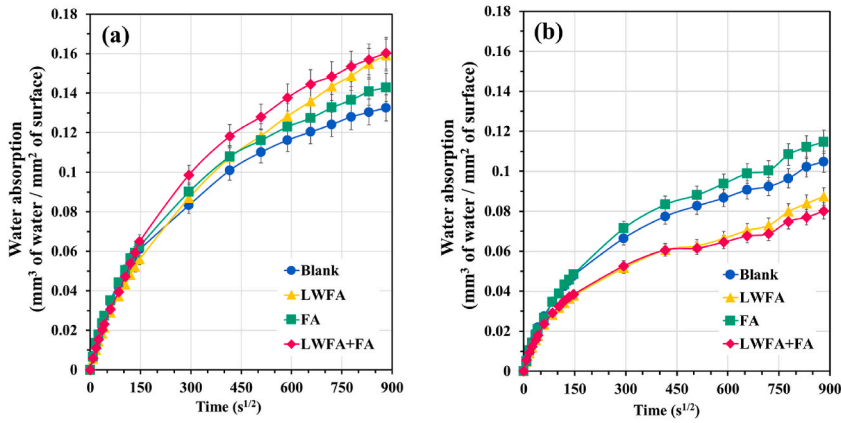 (a)
Water absorption
(mm³ of water / mm² of surface)
0.18
0.16
0.14
0.12
0.1
0.08
0.06
0.04
0.02
0
Blank
LWFA
FA
LWFA+FA
0 150 300 450 600 750 900
Time (s^1/2)
(b)
Water absorption
(mm³ of water / mm² of surface)
0.18
0.16
0.14
0.12
0.1
0.08
0.06
0.04
0.02
0
Blank
LWFA
FA
LWFA+FA
0 150 300 450 600 750 900
Time (s^1/2)